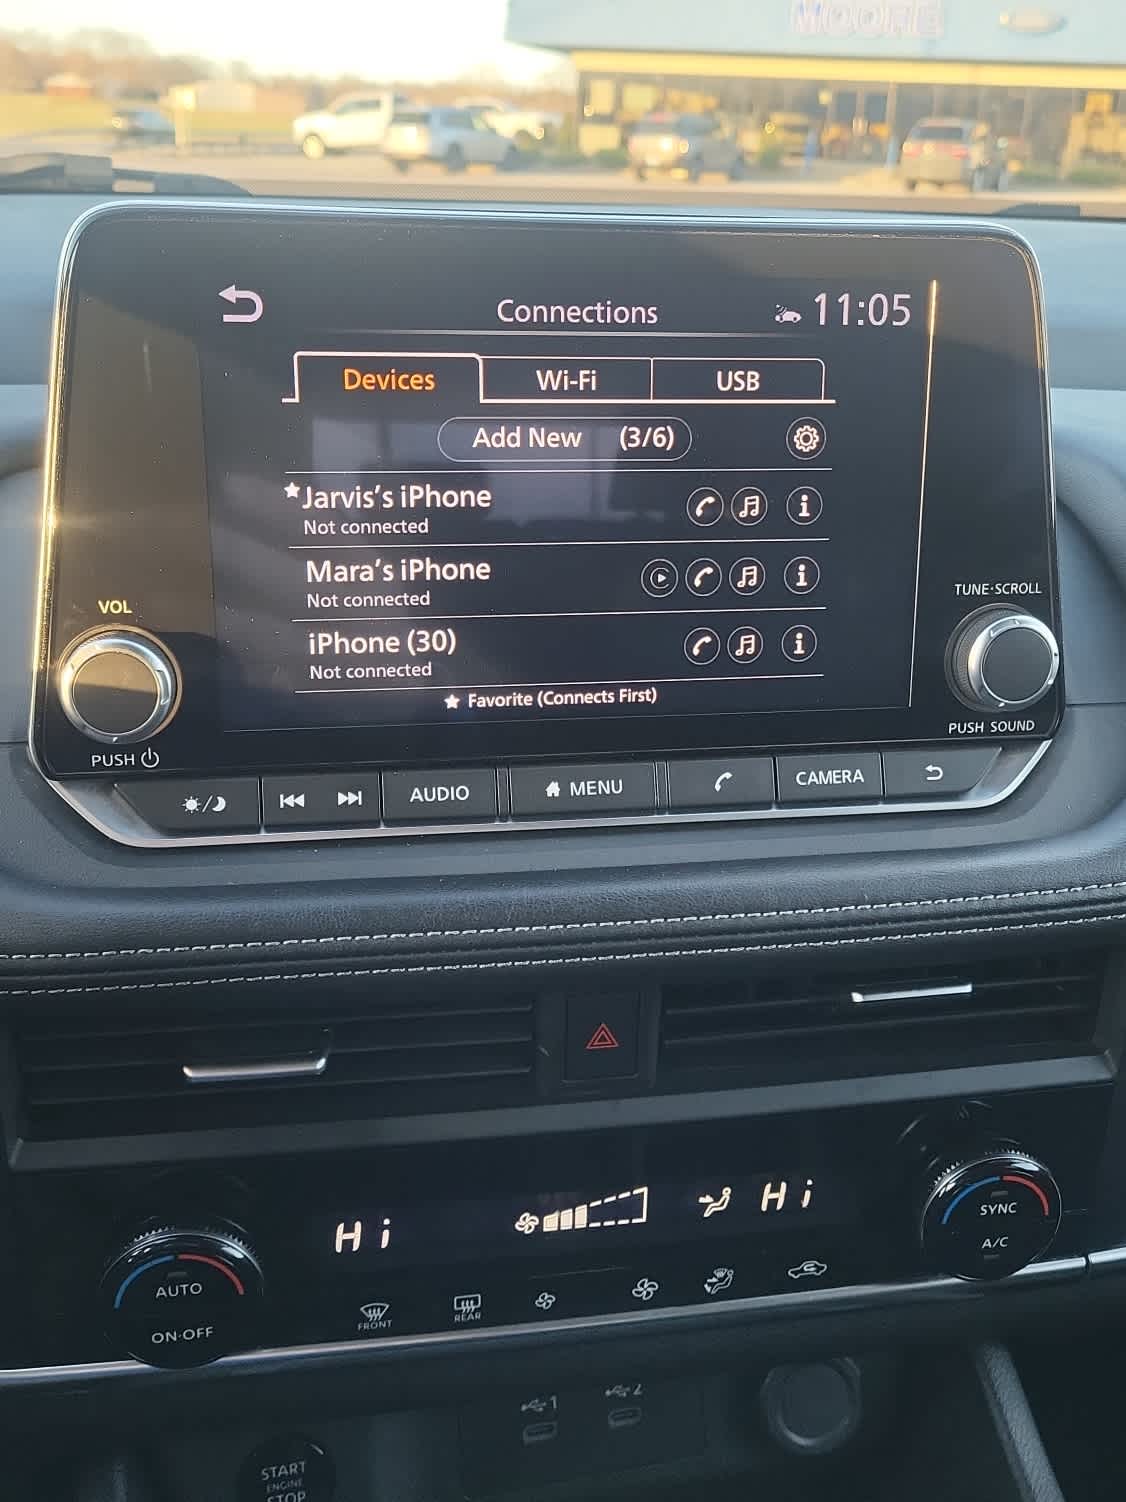 MOORE
Connections
11:05
Devices
Wi-Fi
USB
Add New (3/6)
Jarvis's iPhone
Not connected
Mara's iPhone
Not connected
iPhone (30)
Not connected
Favorite (Connects First)
VOL
PUSH
TUNE·SCROLL
PUSH SOUND
AUDIO
MENU
CAMERA
Hi
Hi
AUTO
ON·OFF
FRONT
REAR
SYNC
A/C
1
2
START
ENGINE
STOP